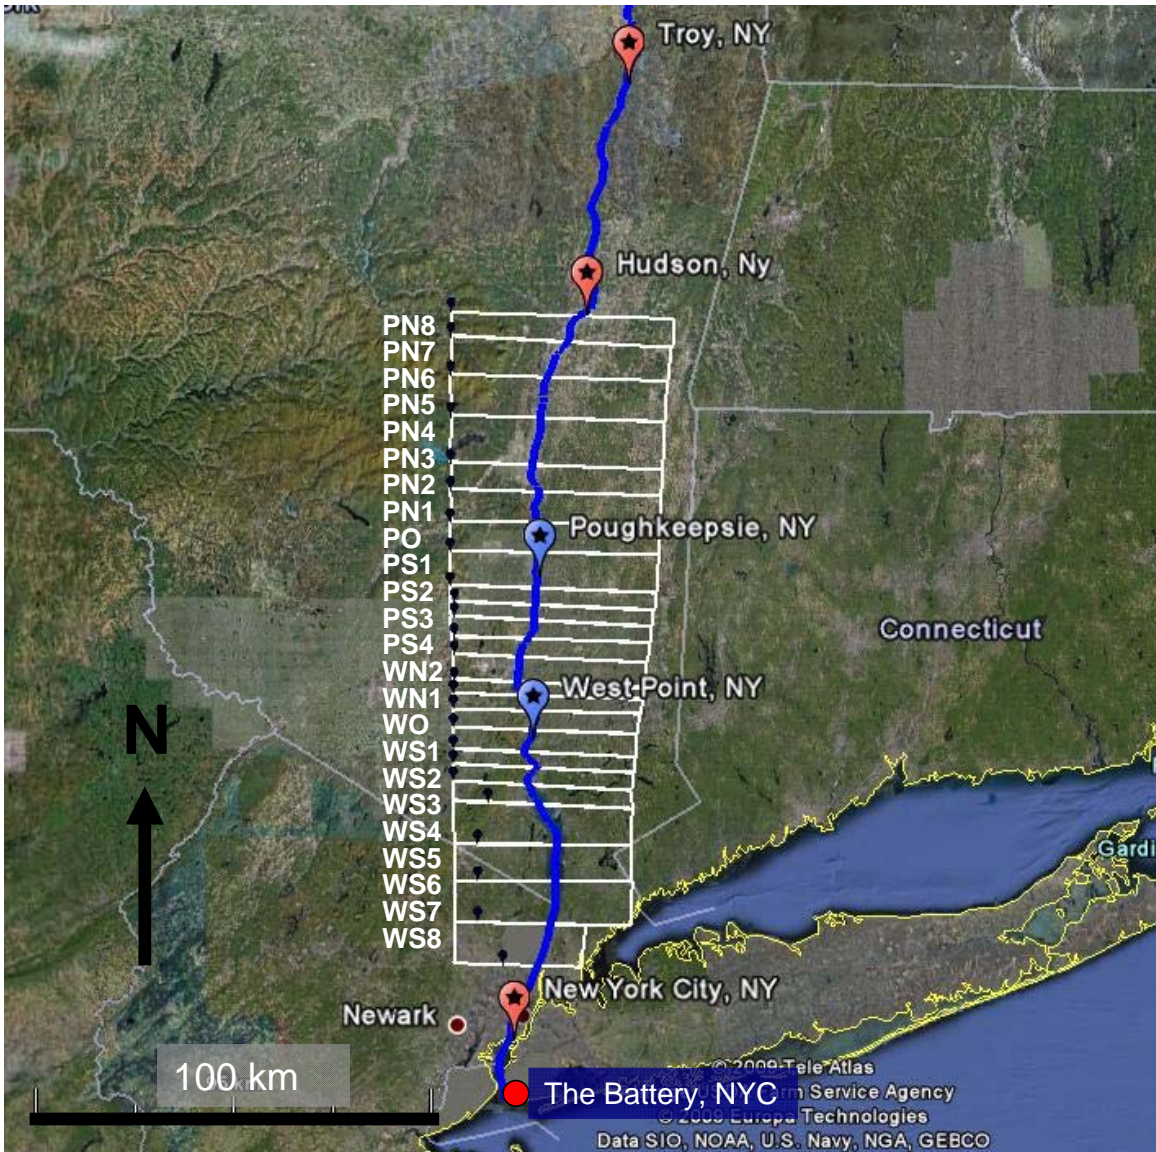 Troy, NY
Hudson, Ny
PN8
PN7
PN6
PN5
PN4
PN3
PN2
PN1
Poughkeepsie, NY
PO
PS1
PS2
PS3
Connecticut
PS4
WN2
West Point, NY
WN1
N
WO
WS1
WS2
WS3
WS4
Gardi
WS5
WS6
WS7
WS8
New York City, NY
Newark
100 km
© 2009 Tele Atlas
The Battery, NYC
m Service Agency
© 2009 Europa Technologies
Data SIO, NOAA, U.S. Navy, NGA, GEBCO